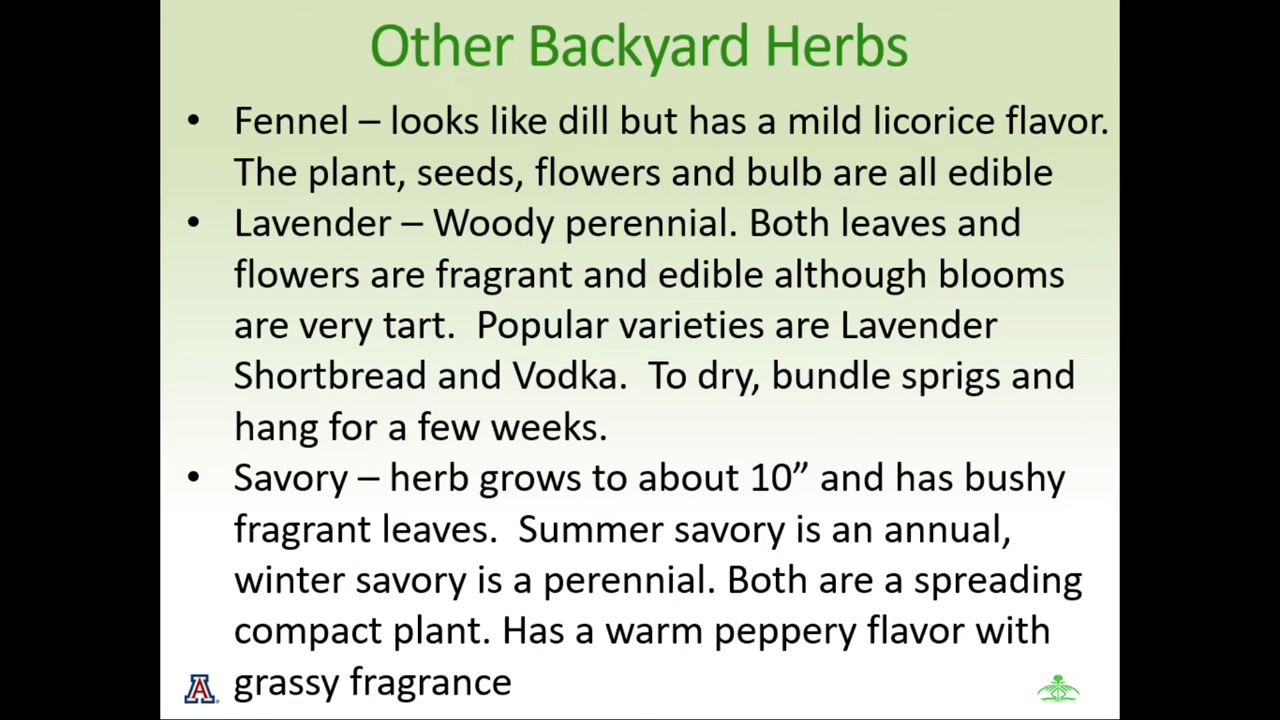 Other Backyard Herbs
• Fennel – looks like dill but has a mild licorice flavor.
The plant, seeds, flowers and bulb are all edible
• Lavender – Woody perennial. Both leaves and
flowers are fragrant and edible although blooms
are very tart.  Popular varieties are Lavender
Shortbread and Vodka.  To dry, bundle sprigs and
hang for a few weeks.
• Savory – herb grows to about 10” and has bushy
fragrant leaves.  Summer savory is an annual,
winter savory is a perennial. Both are a spreading
compact plant. Has a warm peppery flavor with
grassy fragrance
A